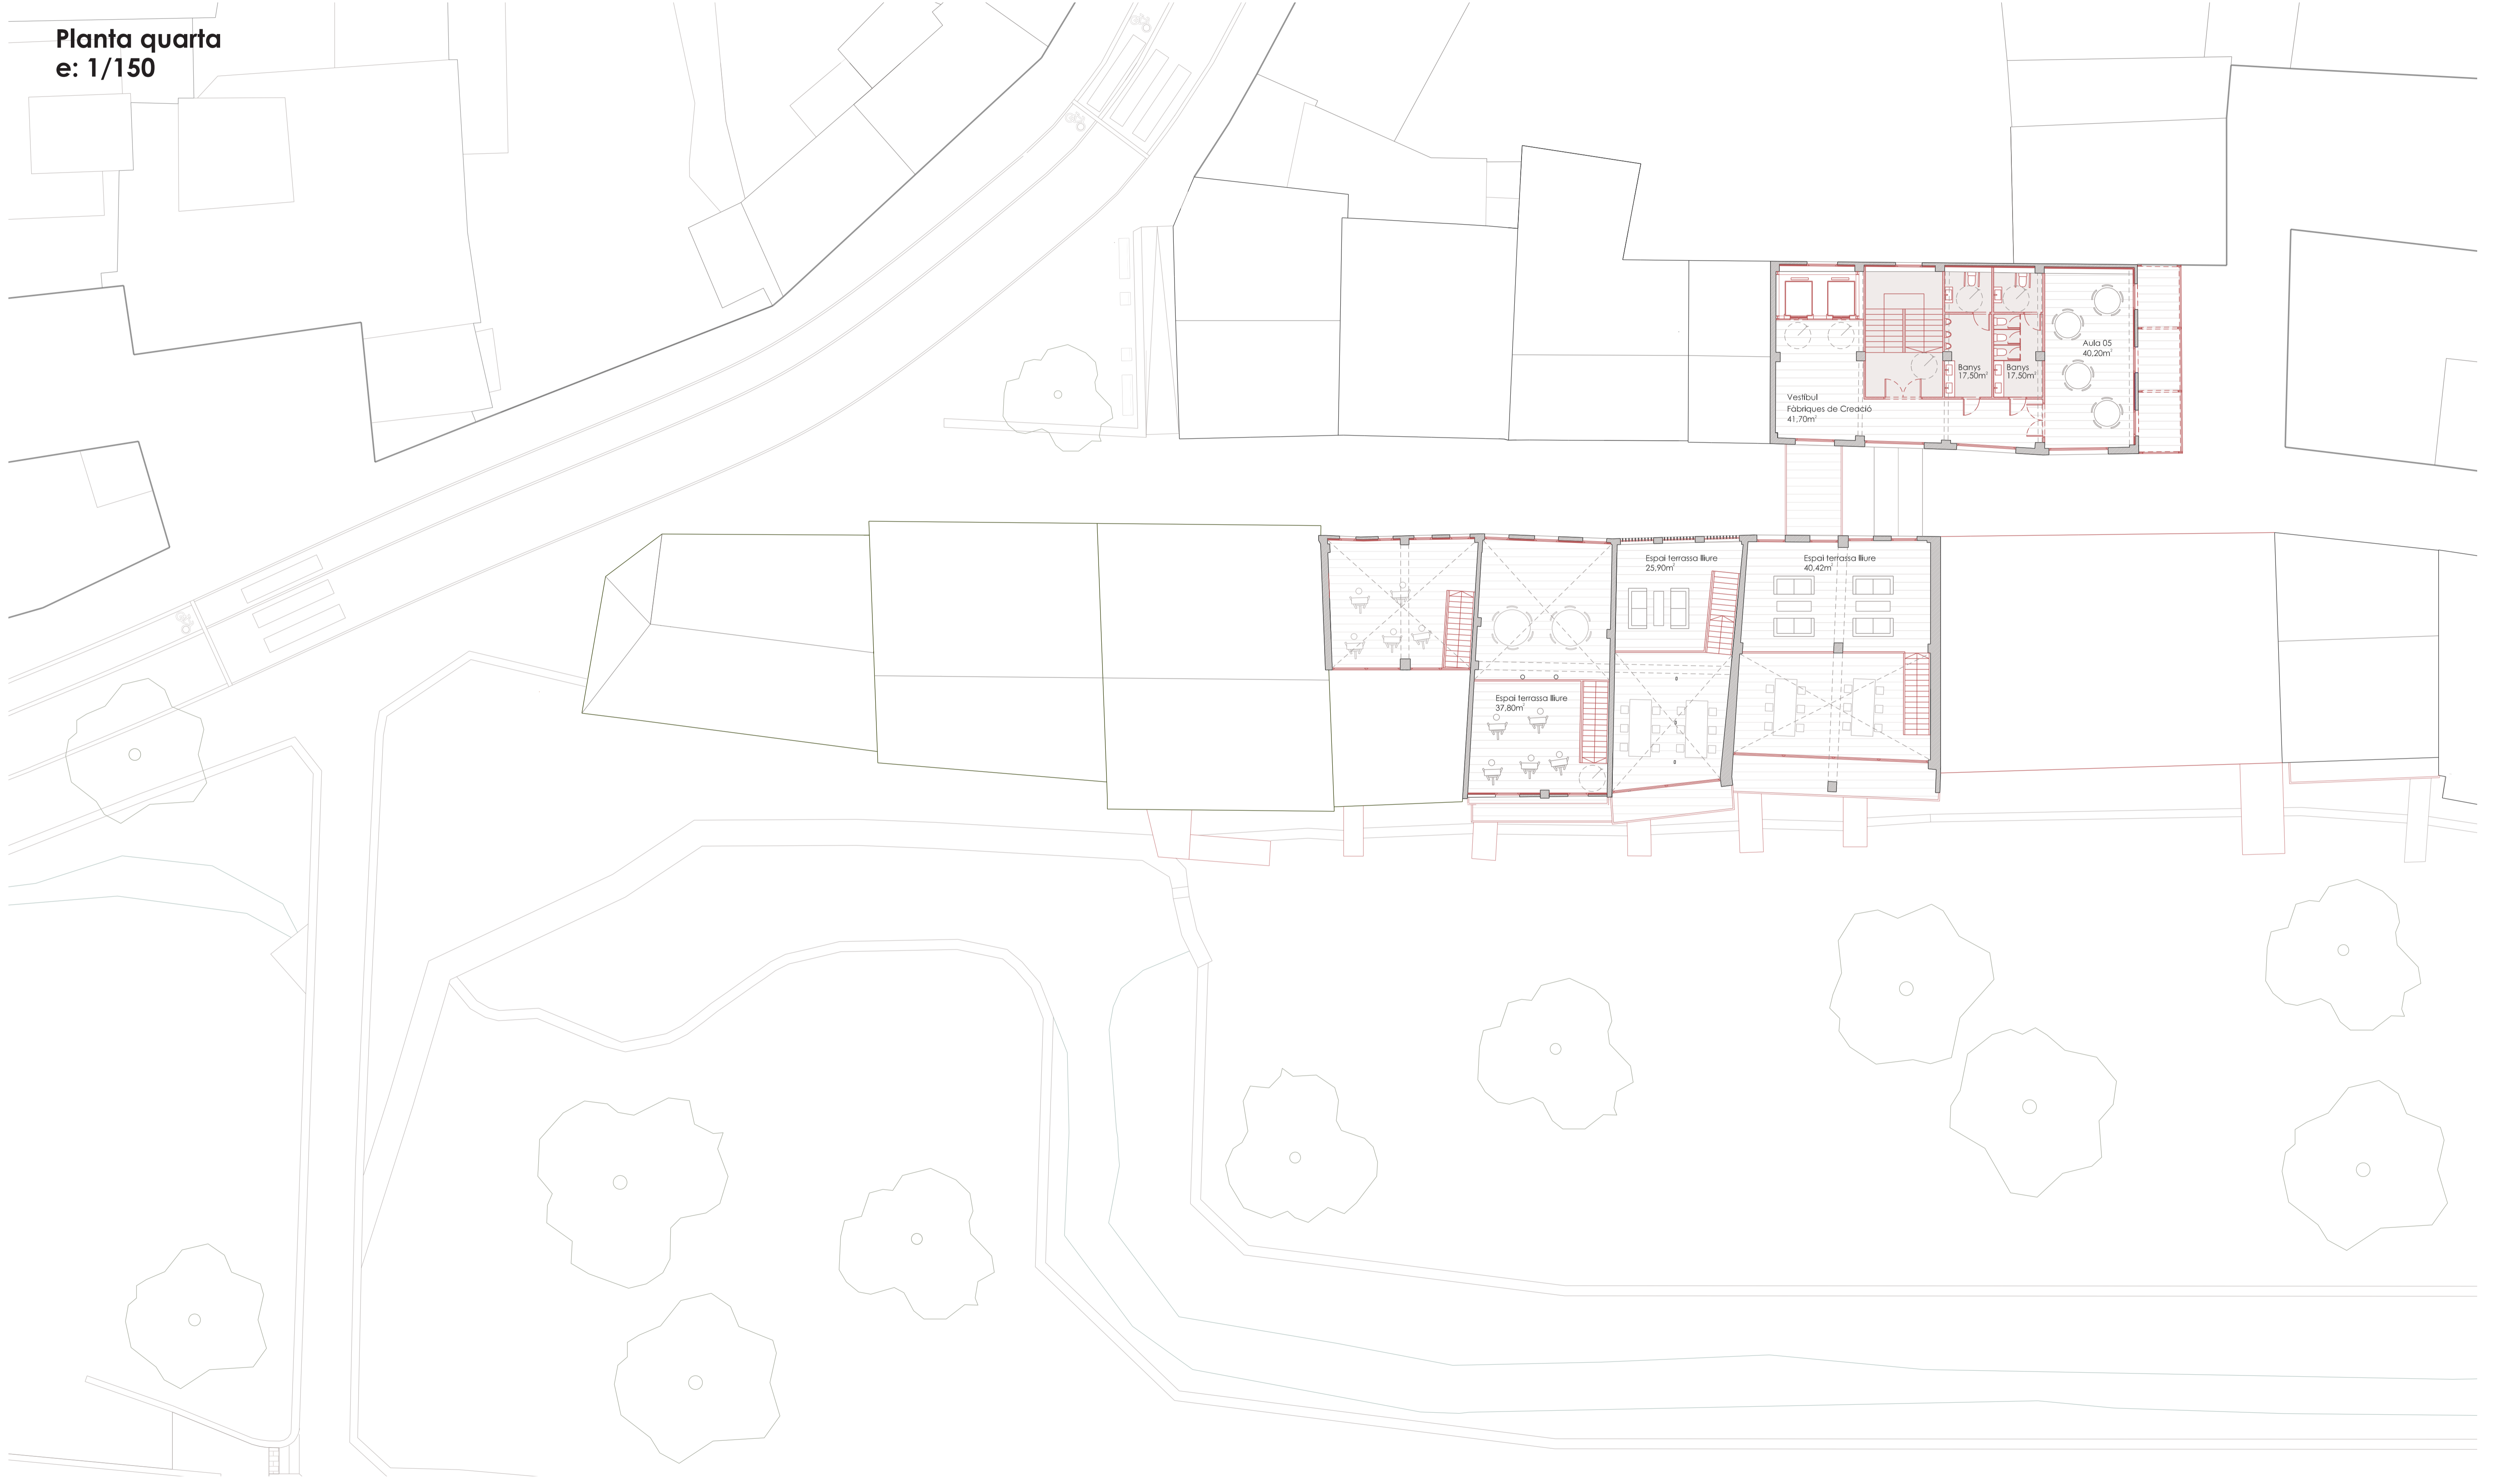 Planta quarta
e: 1/150
Aula 05
40,20m²
Banys
17,50m²
Banys
17,50m²
Vestíbul
Fàbriques de Creació
41,70m²
Espai terrassa lliure
25,90m²
Espai terrassa lliure
40,42m²
Espai terrassa lliure
37,80m²